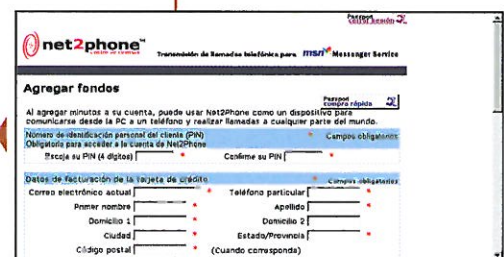 Passport
cerrar sesión
net2phone™
Transmisión de llamadas telefónica para msn Messenger Service
Agregar fondos
Passport
compra rápida
Al agregar minutos a su cuenta, puede usar Net2Phone como un dispositivo para
comunicarse desde la PC a un teléfono y realizar llamadas a cualquier parte del mundo.
Número de identificación personal del cliente (PIN) * Campos obligatorios
Obligatorio para acceder a la cuenta de Net2Phone
Escoja su PIN (4 dígitos) * Confirme su PIN *
Datos de facturación de la tarjeta de crédito * Campos obligatorios
Correo electrónico actual * Teléfono particular *
Primer nombre * Apellido *
Domicilio 1 * Domicilio 2
Ciudad * Estado/Provincia *
Código postal * (Cuando corresponda)